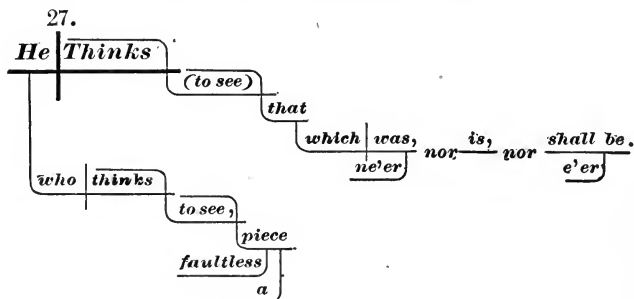 27.
He Thinks
(to see)
that
which was, is, shall be.
ne'er nor nor e'er
who thinks
to see,
piece
faultless
a